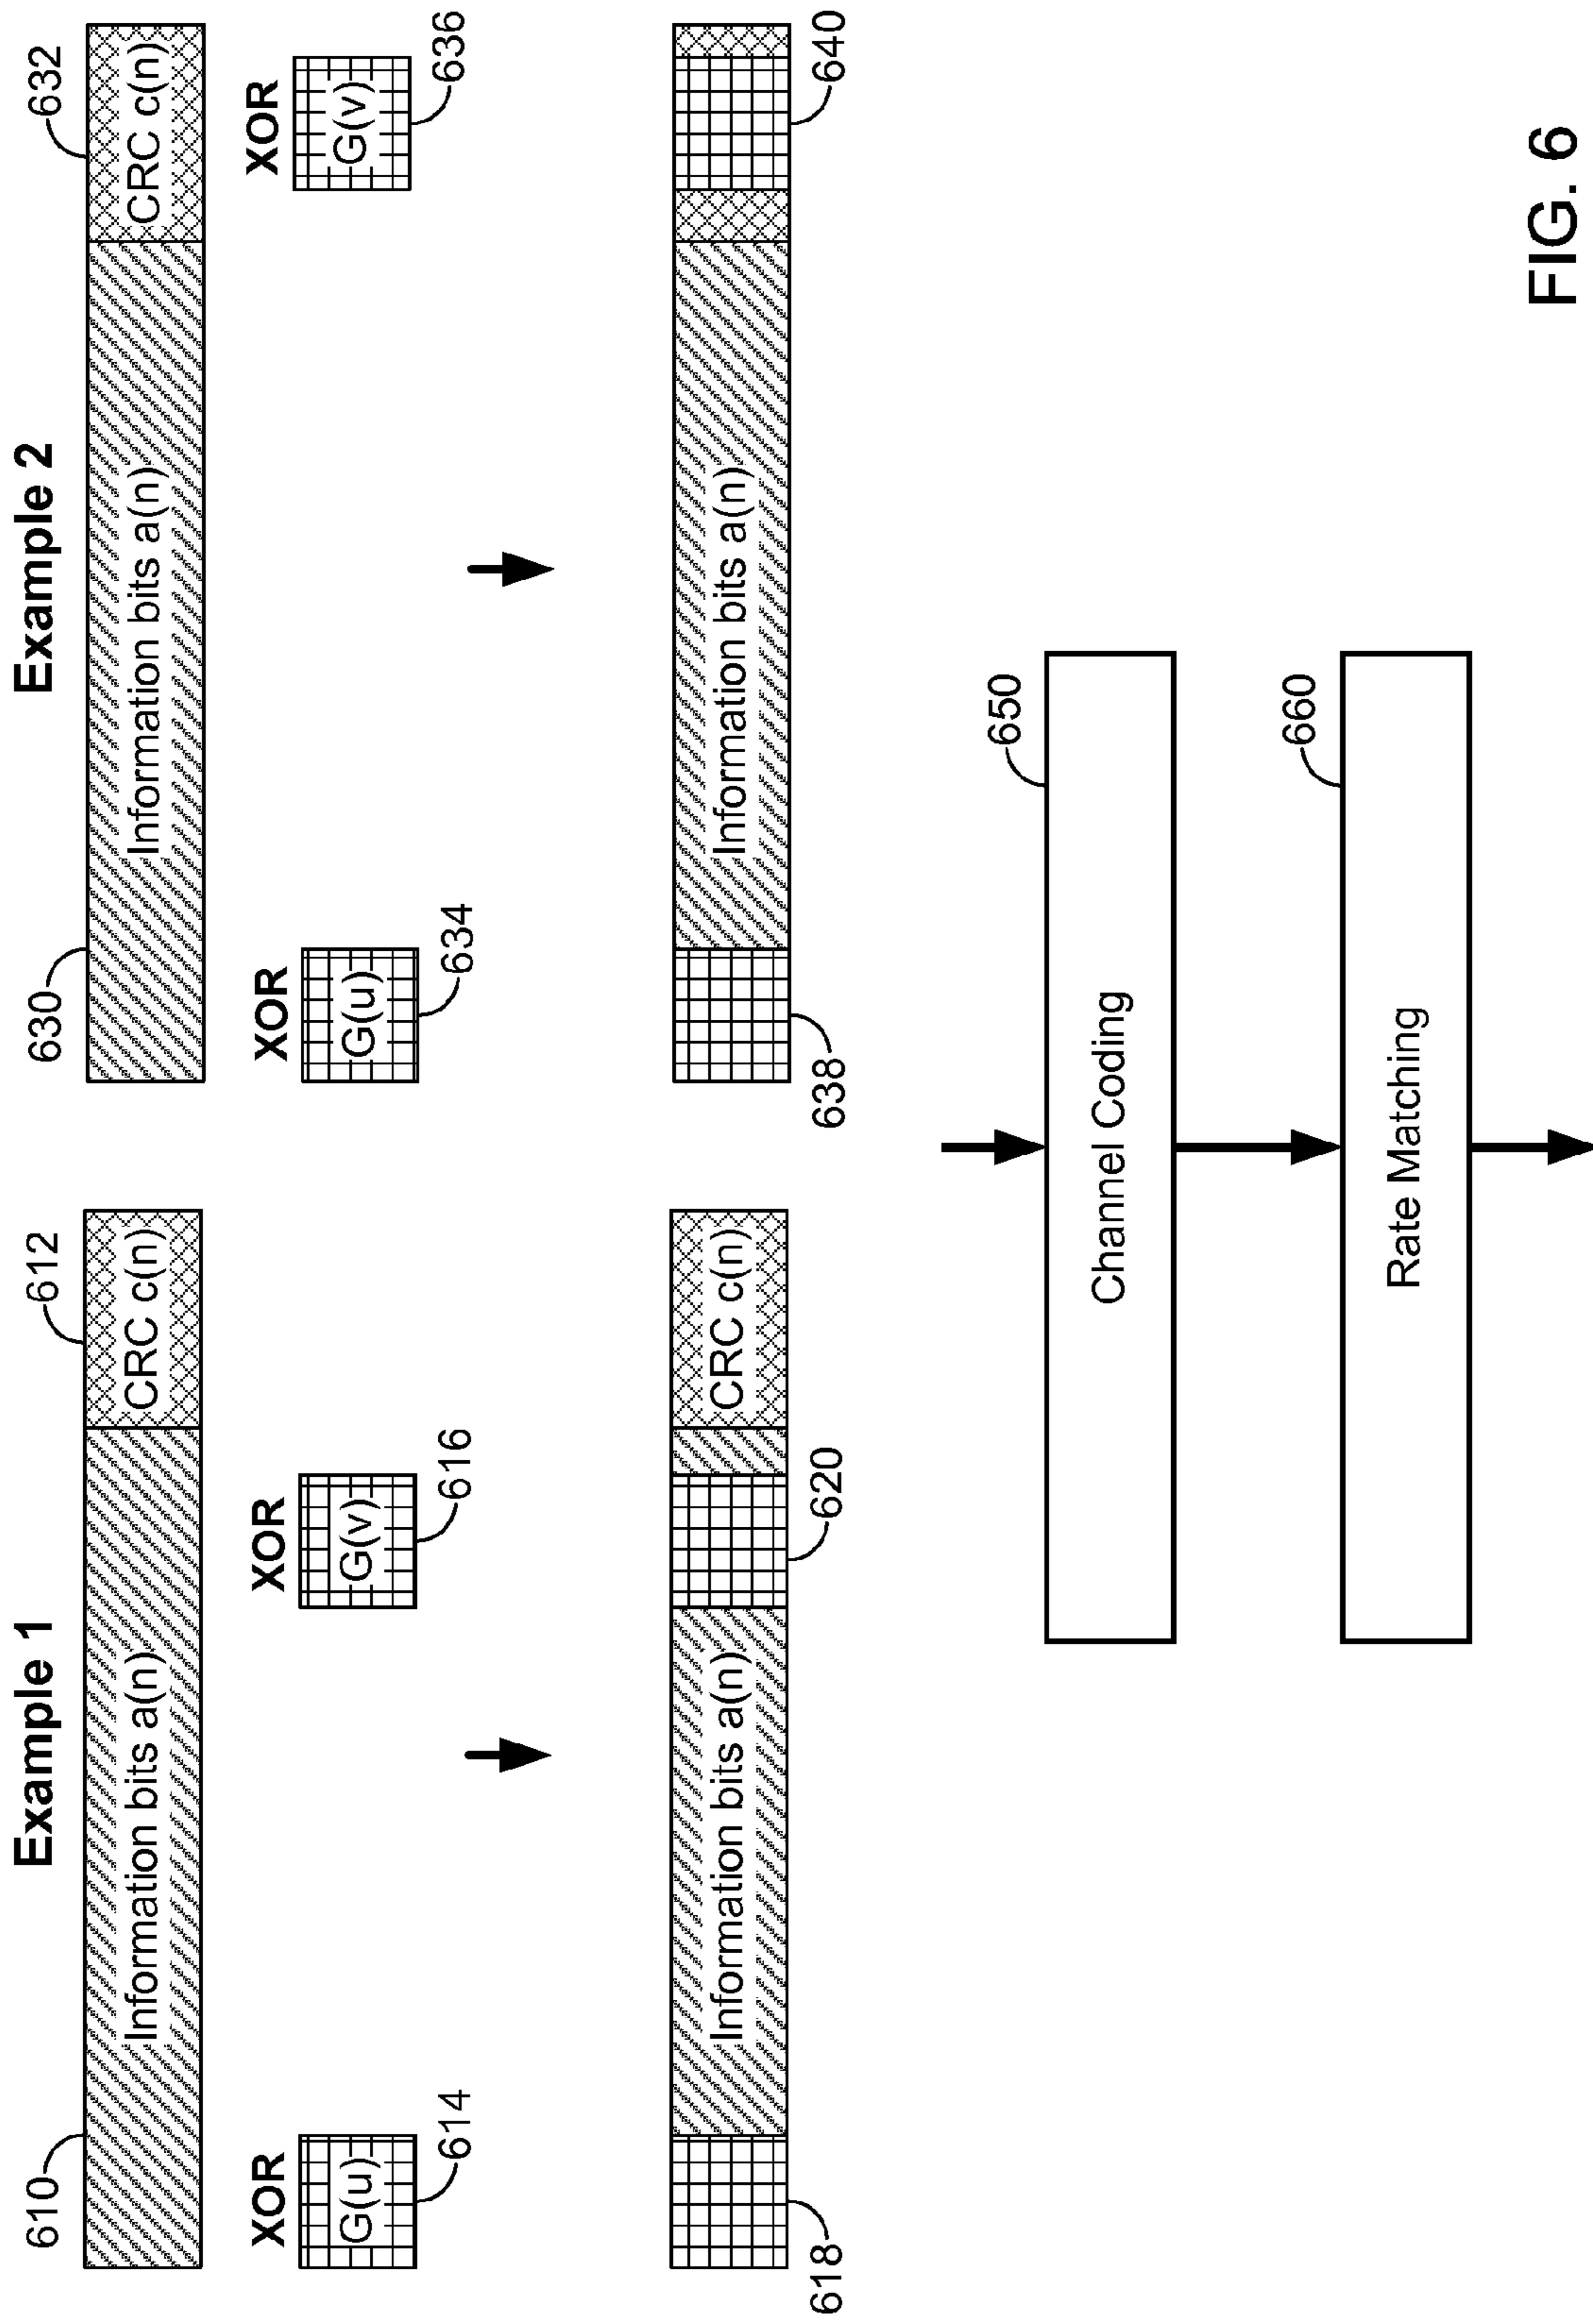 Example 1
610
Information bits a(n)
CRC c(n)
612
XOR
G(u)
614
XOR
G(v)
616
Information bits a(n)
CRC c(n)
618
620
Example 2
630
Information bits a(n)
CRC c(n)
632
XOR
G(u)
634
XOR
G(v)
636
Information bits a(n)
638
640
Channel Coding
650
Rate Matching
660
FIG. 6